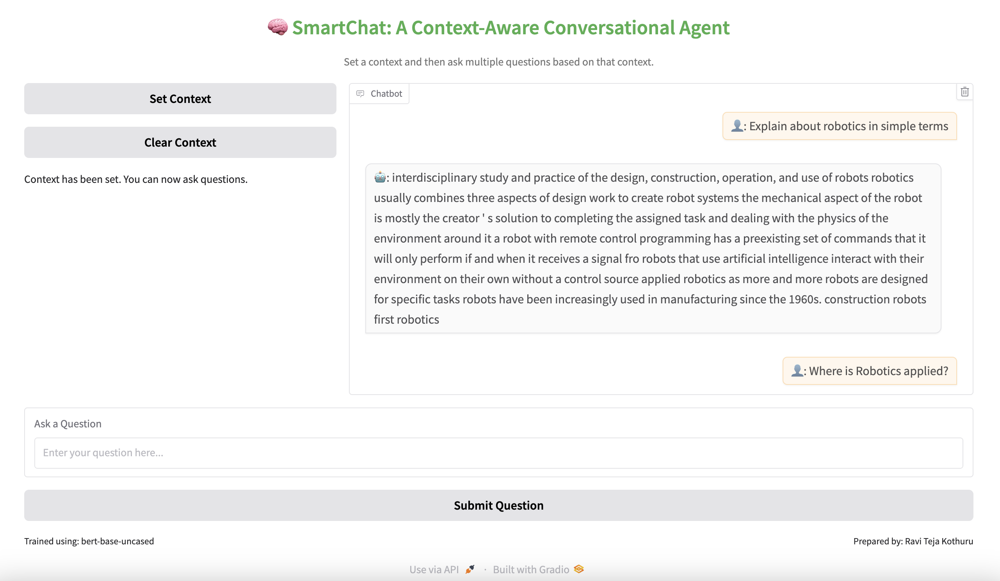 SmartChat: A Context-Aware Conversational Agent
Set a context and then ask multiple questions based on that context.
Set Context
Clear Context
Context has been set. You can now ask questions.
Chatbot
: Explain about robotics in simple terms
: interdisciplinary study and practice of the design, construction, operation, and use of robots robotics
usually combines three aspects of design work to create robot systems the mechanical aspect of the robot
is mostly the creator ' s solution to completing the assigned task and dealing with the physics of the
environment around it a robot with remote control programming has a preexisting set of commands that it
will only perform if and when it receives a signal fro robots that use artificial intelligence interact with their
environment on their own without a control source applied robotics as more and more robots are designed
for specific tasks robots have been increasingly used in manufacturing since the 1960s. construction robots
first robotics
: Where is Robotics applied?
Ask a Question
Enter your question here...
Submit Question
Trained using: bert-base-uncased
Prepared by: Ravi Teja Kothuru
Use via API · Built with Gradio